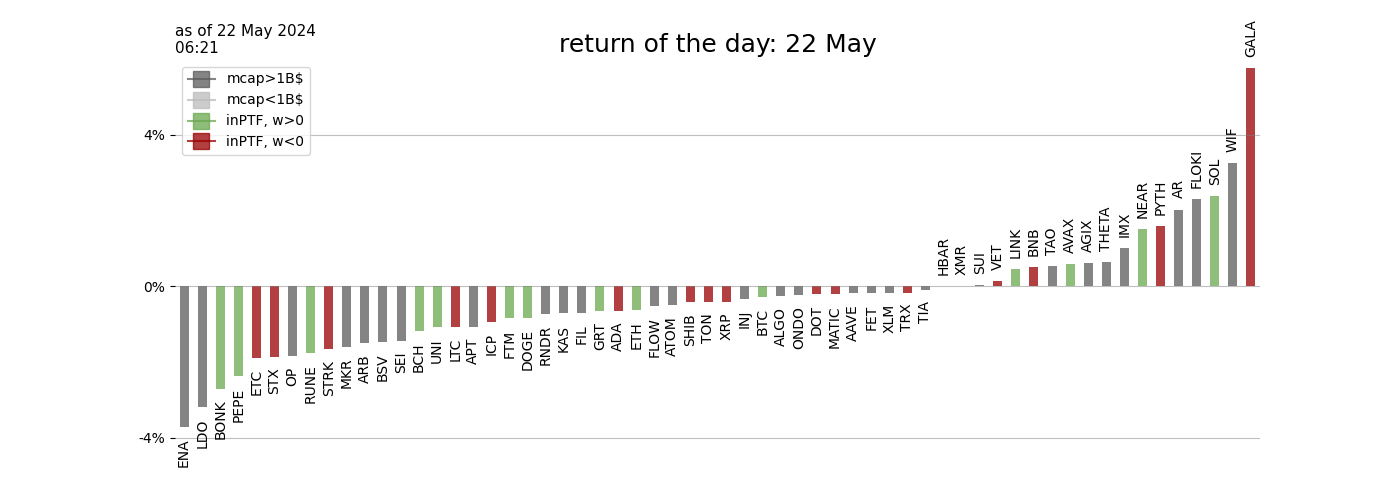 as of 22 May 2024
06:21
return of the day: 22 May
mcap>1B$
mcap<1B$
inPTF, w>0
inPTF, w<0
4%
0%
-4%
ENA
LDO
BONK
PEPE
ETC
STX
OP
RUNE
STRK
MKR
ARB
BSV
SEI
BCH
UNI
LTC
APT
ICP
FTM
DOGE
RNDR
KAS
FIL
GRT
ADA
ETH
FLOW
ATOM
SHIB
TON
XRP
INJ
BTC
ALGO
ONDO
DOT
MATIC
AAVE
FET
XLM
TRX
TIA
HBAR
XMR
SUI
VET
LINK
BNB
TAO
AVAX
AGIX
THETA
IMX
NEAR
PYTH
AR
FLOKI
SOL
WIF
GALA